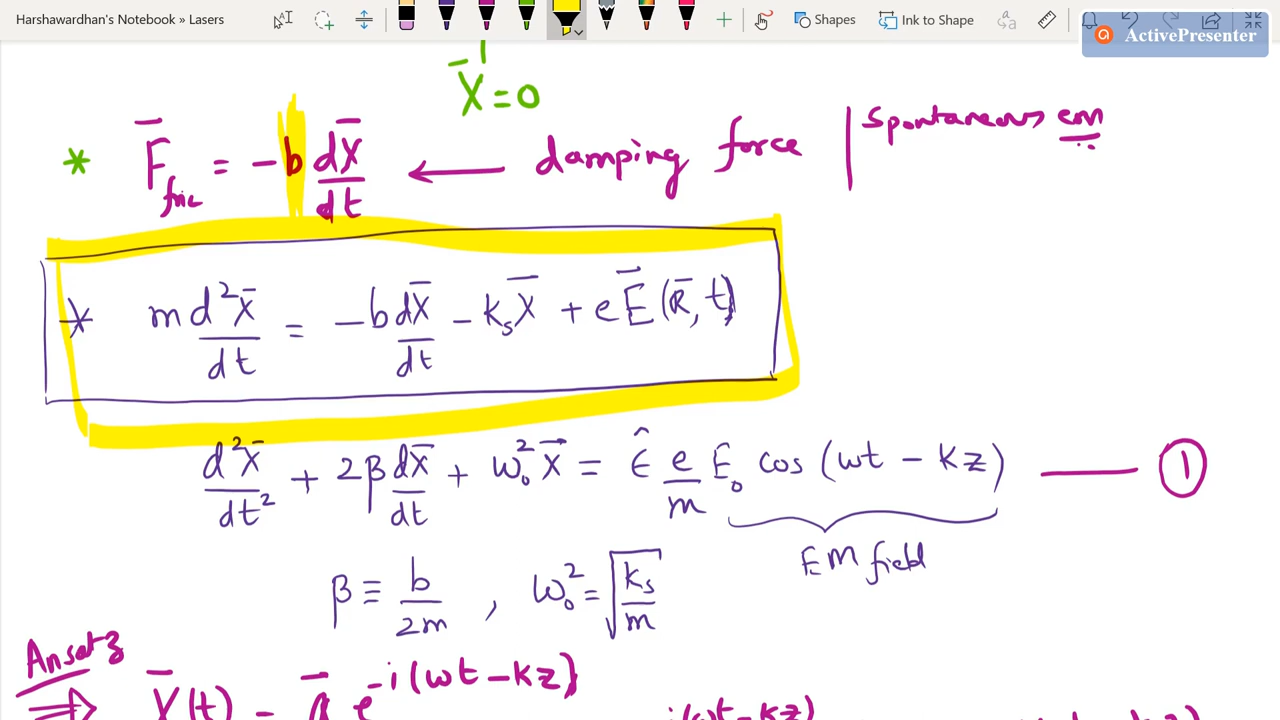 Harshawardhan's Notebook » Lasers
Shapes Ink to Shape
ActivePresenter
X̄ = 0
* F̄fric = -b dX̄/dt ← damping force | Spontaneous em
* m d²x̄/dt = -b dx̄/dt - kₛX̄ + eĒ(R̄, t)
d²x̄/dt² + 2β dx̄/dt + ω₀² x⃗ = ε̂ e/m E₀ cos (ωt - kz) —— ①
EM field
β ≡ b/2m , ω₀² = √(kₛ/m)
Ansatz
⇒ X̄(t) = ā e^-i(ωt - kz)